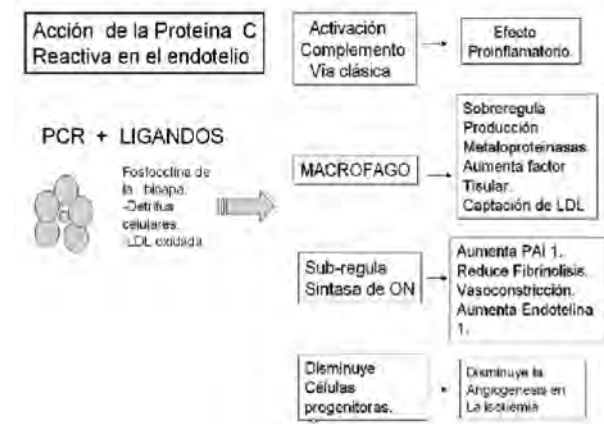 Acción de la Proteína C
Reactiva en el endotelio
Activación
Complemento
Vía clásica
Efecto
Proinflamatorio.
PCR + LIGANDOS
Fosfocolina de
la bicapa.
-Detritus
celulares.
-LDL oxidada
MACROFAGO
Sobreregula
Producción
Metaloproteinasas.
Aumenta factor
Tisular.
Captación de LDL
Sub-regula
Sintasa de ON
Aumenta PAI 1.
Reduce Fibrinolisis.
Vasoconstricción.
Aumenta Endotelina
1.
Disminuye
Células
progenitoras.
Disminuye la
Angiogenesis en
La isquemia